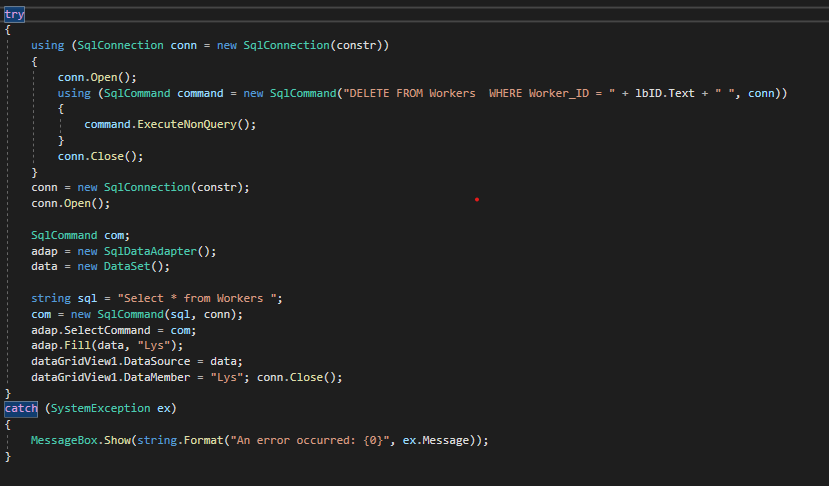 try
{
using (SqlConnection conn = new SqlConnection(constr))
{
conn.Open();
using (SqlCommand command = new SqlCommand("DELETE FROM Workers  WHERE Worker_ID = " + lbID.Text + " ", conn))
{
command.ExecuteNonQuery();
}
conn.Close();
}
conn = new SqlConnection(constr);
conn.Open();
SqlCommand com;
adap = new SqlDataAdapter();
data = new DataSet();
string sql = "Select * from Workers ";
com = new SqlCommand(sql, conn);
adap.SelectCommand = com;
adap.Fill(data, "Lys");
dataGridView1.DataSource = data;
dataGridView1.DataMember = "Lys"; conn.Close();
}
catch (SystemException ex)
{
MessageBox.Show(string.Format("An error occurred: {0}", ex.Message));
}